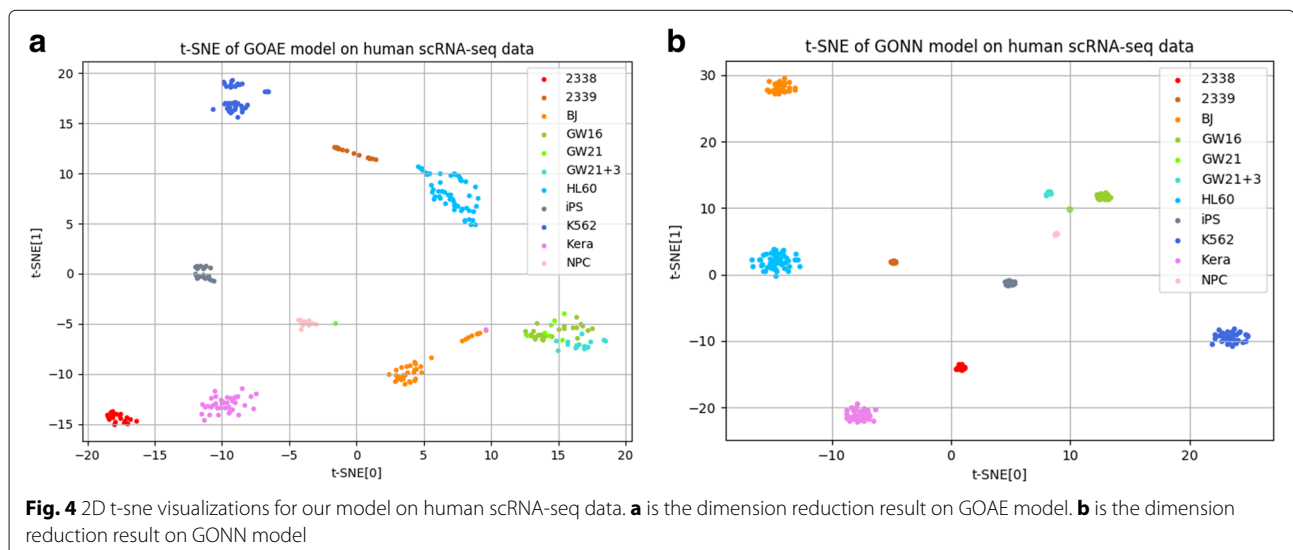 a
t-SNE of GOAE model on human scRNA-seq data
20
15
10
5
0
−5
−10
−15
t-SNE[1]
−20
−15
−10
−5
0
5
10
15
20
t-SNE[0]
2338
2339
BJ
GW16
GW21
GW21+3
HL60
iPS
K562
Kera
NPC
b
t-SNE of GONN model on human scRNA-seq data
30
20
10
0
−10
−20
t-SNE[1]
−10
0
10
20
t-SNE[0]
2338
2339
BJ
GW16
GW21
GW21+3
HL60
iPS
K562
Kera
NPC
Fig. 4 2D t-sne visualizations for our model on human scRNA-seq data. a is the dimension reduction result on GOAE model. b is the dimension
reduction result on GONN model